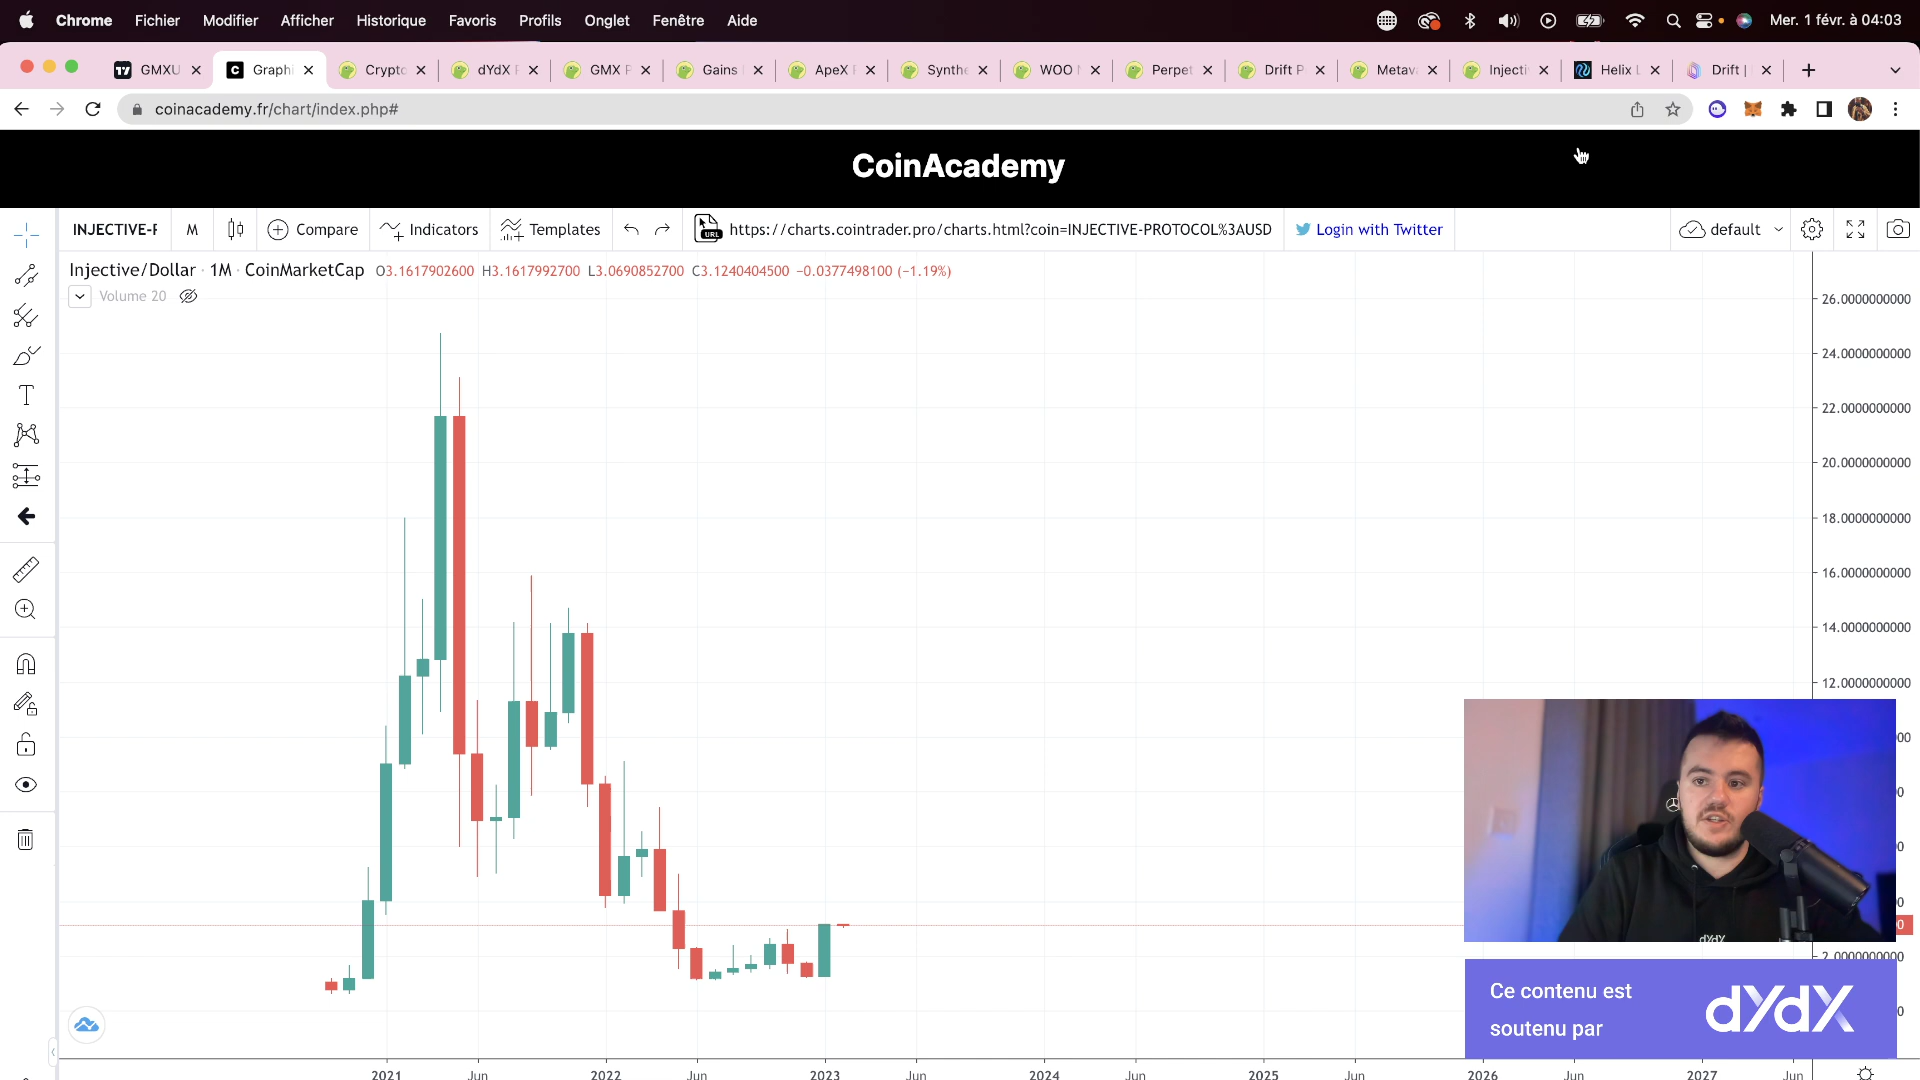 Chrome Fichier Modifier Afficher Historique Favoris Profils Onglet Fenêtre Aide Mer. 1 févr. à 04:03
GMXU Graphi Crypto dYdX F GMX P Gains ApeX F Synthe WOO Perpet Drift P Metav Injecti Helix Drift |
coinacademy.fr/chart/index.php#
CoinAcademy
INJECTIVE-F M Compare Indicators Templates URL https://charts.cointrader.pro/charts.html?coin=INJECTIVE-PROTOCOL%3AUSD Login with Twitter default
Injective/Dollar · 1M · CoinMarketCap O3.1617902600 H3.1617992700 L3.0690852700 C3.1240404500 −0.0377498100 (−1.19%)
Volume 20
26.0000000000
24.0000000000
22.0000000000
20.0000000000
18.0000000000
16.0000000000
14.0000000000
12.0000000000
2.0000000000
dYdX
Ce contenu est
soutenu par
dYdX
2021 Jun 2022 Jun 2023 Jun 2024 Jun 2025 Jun 2026 Jun 2027 Jun